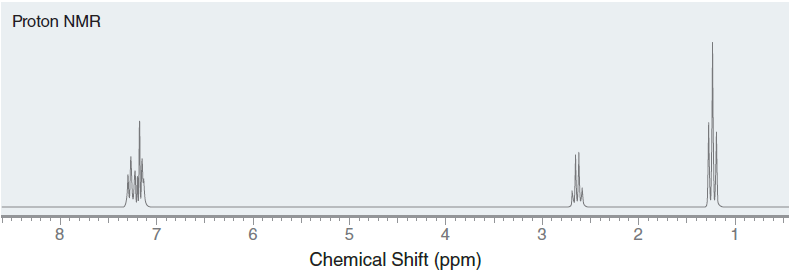 Proton NMR
8 7 6 5 4 3 2 1
Chemical Shift (ppm)